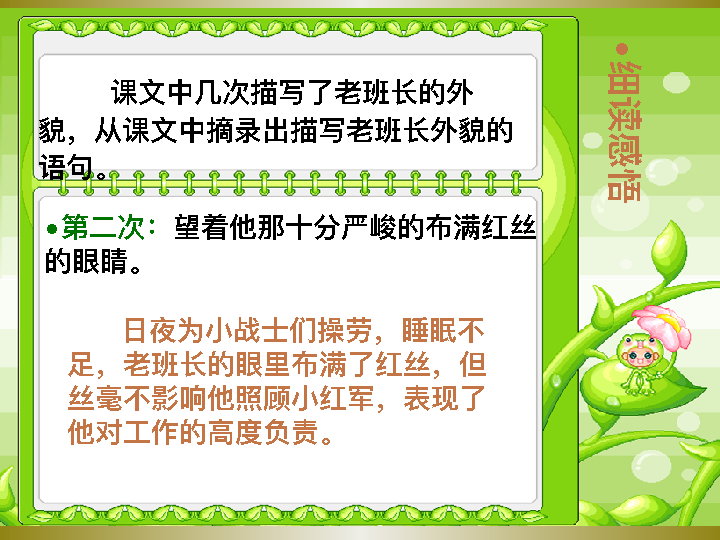 课文中几次描写了老班长的外
貌，从课文中摘录出描写老班长外貌的
语句。
•第二次：望着他那十分严峻的布满红丝
的眼睛。
日夜为小战士们操劳，睡眠不
足，老班长的眼里布满了红丝，但
丝毫不影响他照顾小红军，表现了
他对工作的高度负责。
•细读感悟